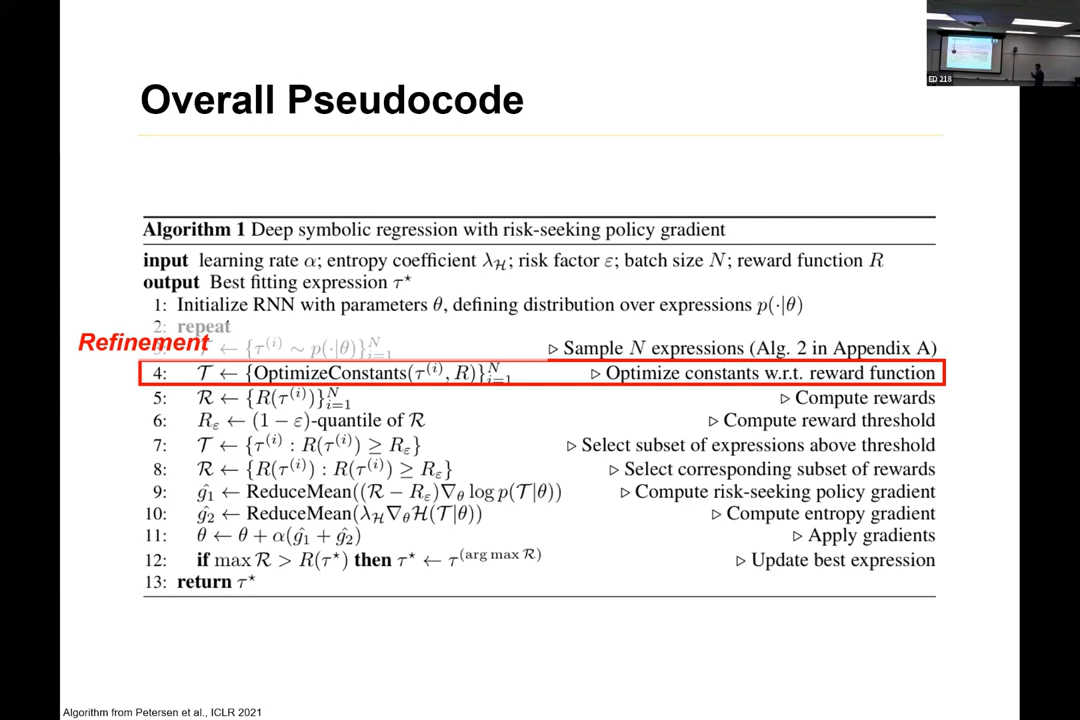 ED 218
Overall Pseudocode
Algorithm 1 Deep symbolic regression with risk-seeking policy gradient
input learning rate α; entropy coefficient λ_ℋ; risk factor ε; batch size N; reward function R
output Best fitting expression τ⋆
1: Initialize RNN with parameters θ, defining distribution over expressions p(·|θ)
2: repeat
Refinement
← {τ^(i) ∼ p(·|θ)}_{i=1}^N ▷ Sample N expressions (Alg. 2 in Appendix A)
4: 𝒯 ← {OptimizeConstants(τ^(i), R)}_{i=1}^N ▷ Optimize constants w.r.t. reward function
5: ℛ ← {R(τ^(i))}_{i=1}^N ▷ Compute rewards
6: R_ε ← (1 − ε)-quantile of ℛ ▷ Compute reward threshold
7: 𝒯 ← {τ^(i) : R(τ^(i)) ≥ R_ε} ▷ Select subset of expressions above threshold
8: ℛ ← {R(τ^(i)) : R(τ^(i)) ≥ R_ε} ▷ Select corresponding subset of rewards
9: ĝ₁ ← ReduceMean((ℛ − R_ε)∇_θ log p(𝒯|θ)) ▷ Compute risk-seeking policy gradient
10: ĝ₂ ← ReduceMean(λ_ℋ∇_θℋ(𝒯|θ)) ▷ Compute entropy gradient
11: θ ← θ + α(ĝ₁ + ĝ₂) ▷ Apply gradients
12: if max ℛ > R(τ⋆) then τ⋆ ← τ^(arg max ℛ) ▷ Update best expression
13: return τ⋆
Algorithm from Petersen et al., ICLR 2021